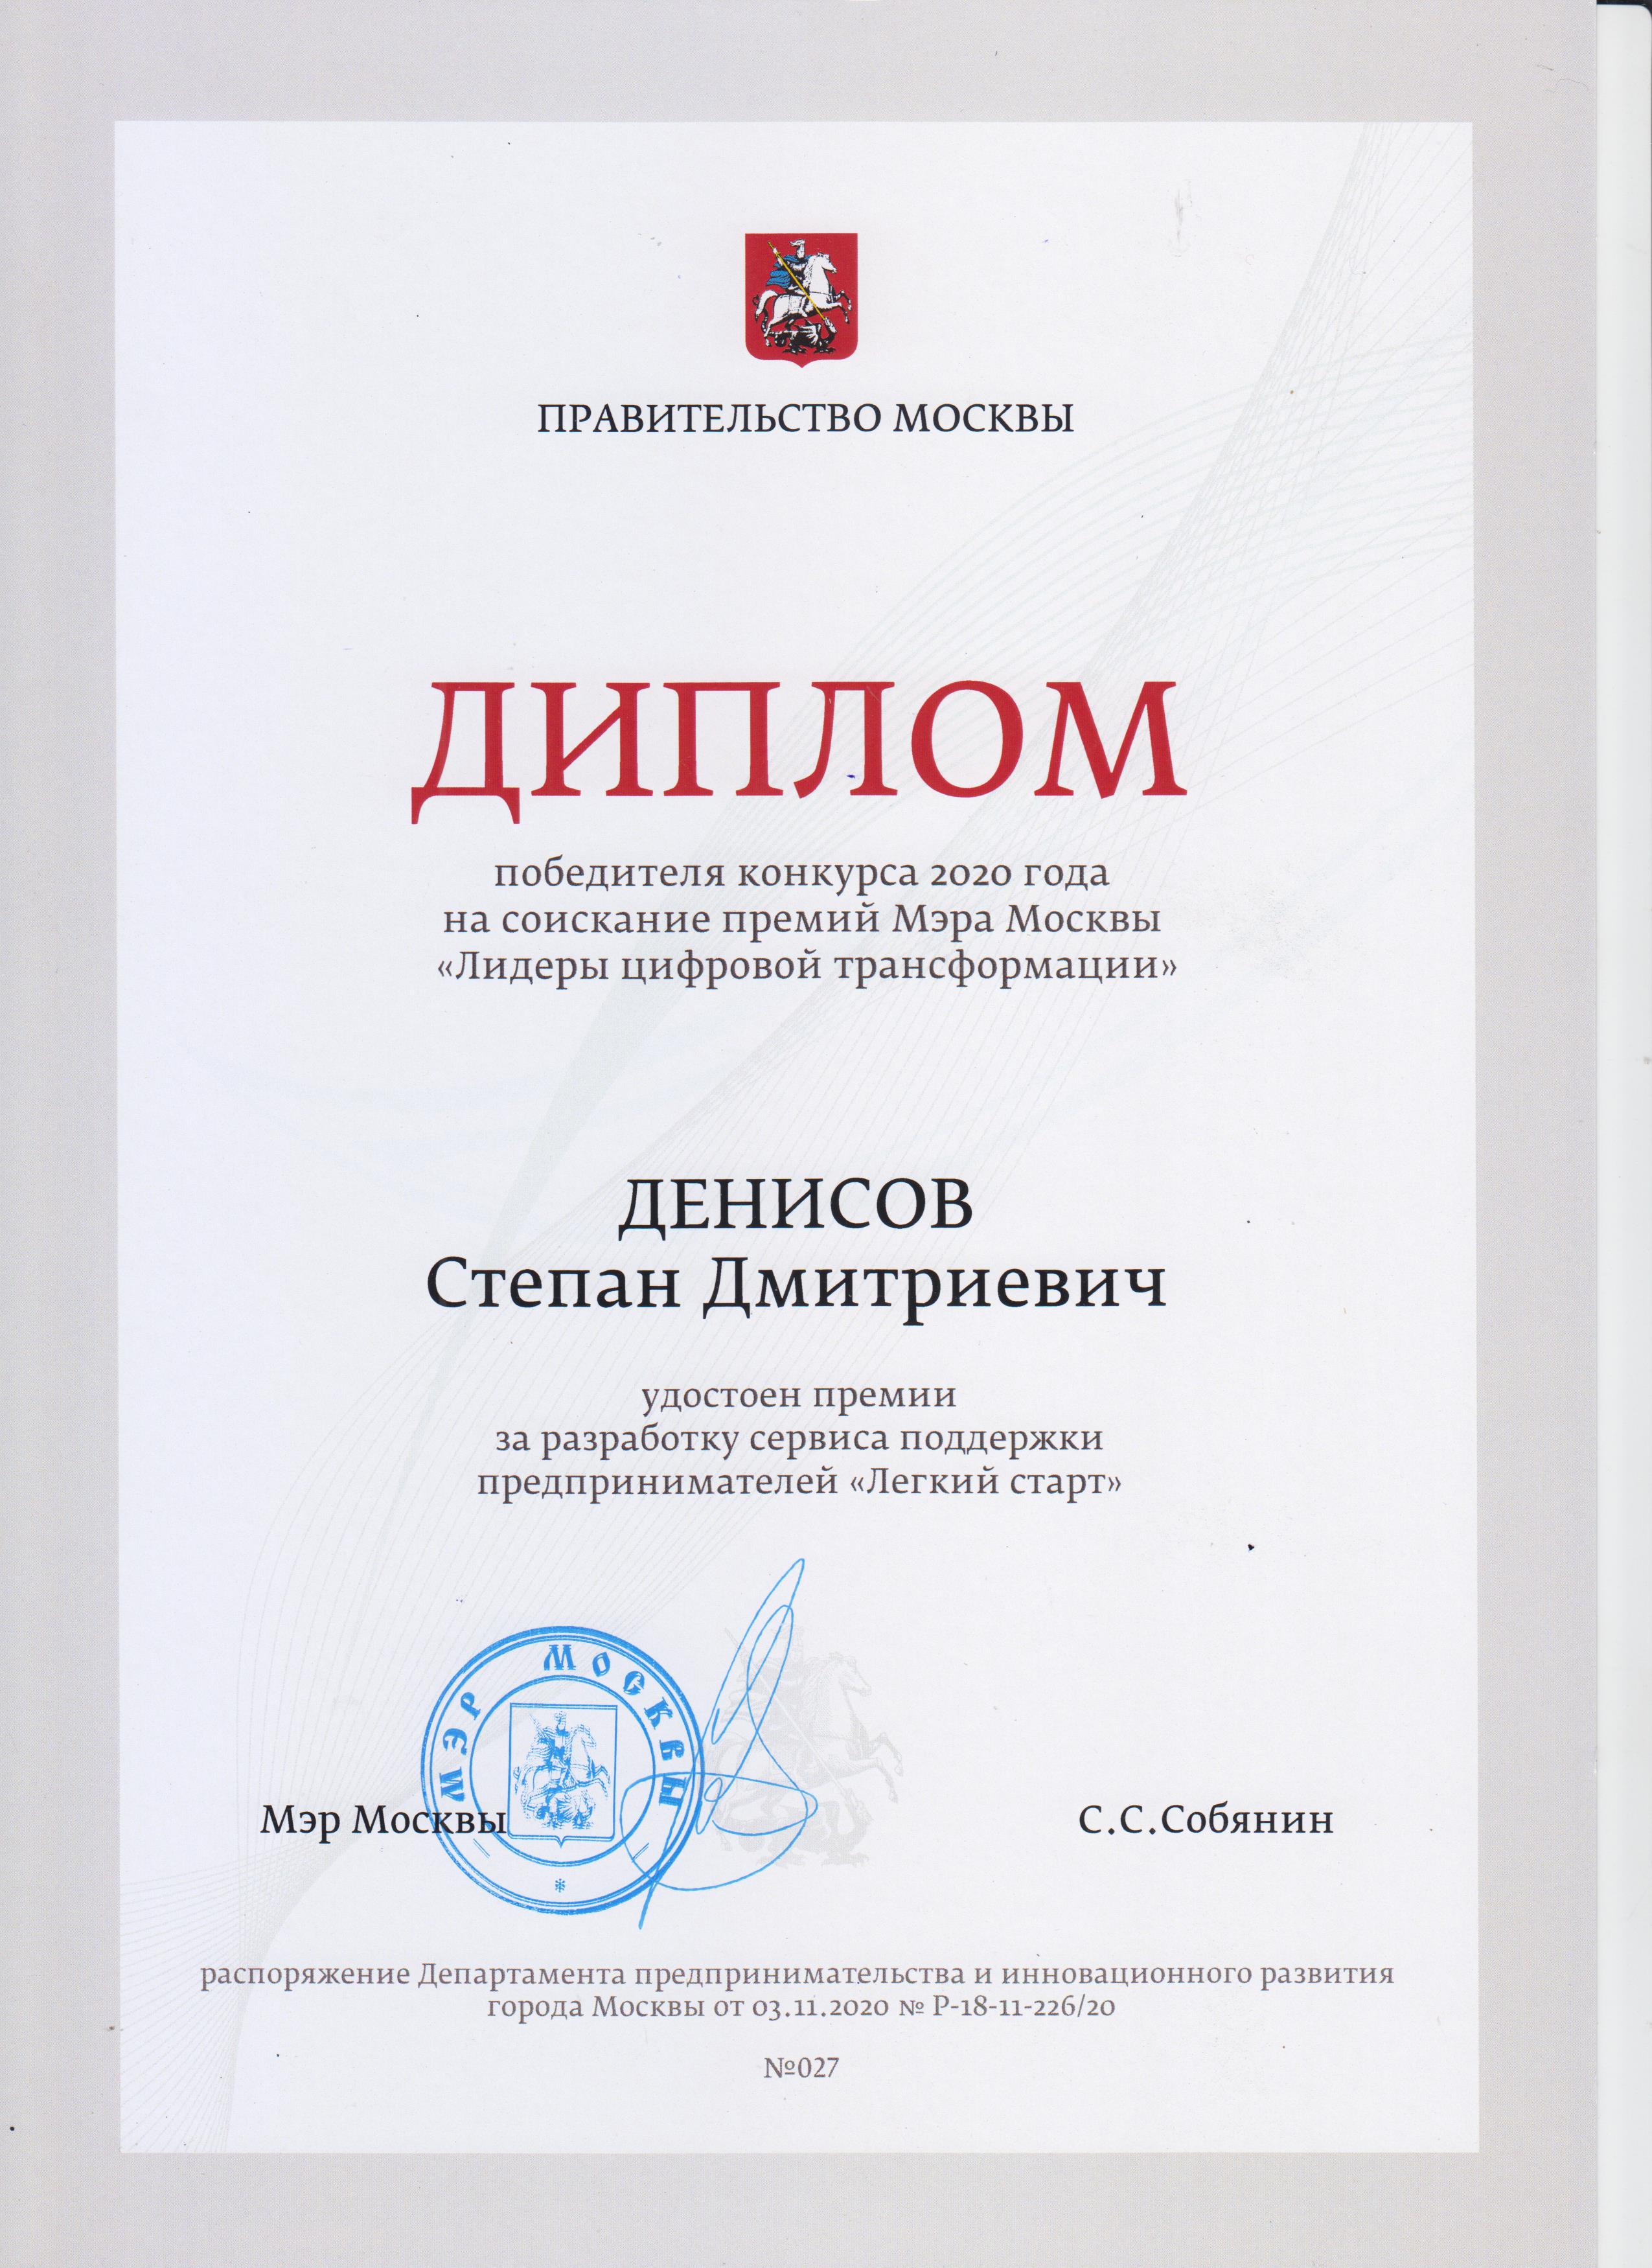 ПРАВИТЕЛЬСТВО МОСКВЫ
ДИПЛОМ
победителя конкурса 2020 года
на соискание премий Мэра Москвы
«Лидеры цифровой трансформации»
ДЕНИСОВ
Степан Дмитриевич
удостоен премии
за разработку сервиса поддержки
предпринимателей «Легкий старт»
МЭР МОСКВЫ
Мэр Москвы
С.С.Собянин
распоряжение Департамента предпринимательства и инновационного развития
города Москвы от 03.11.2020 № Р-18-11-226/20
№027